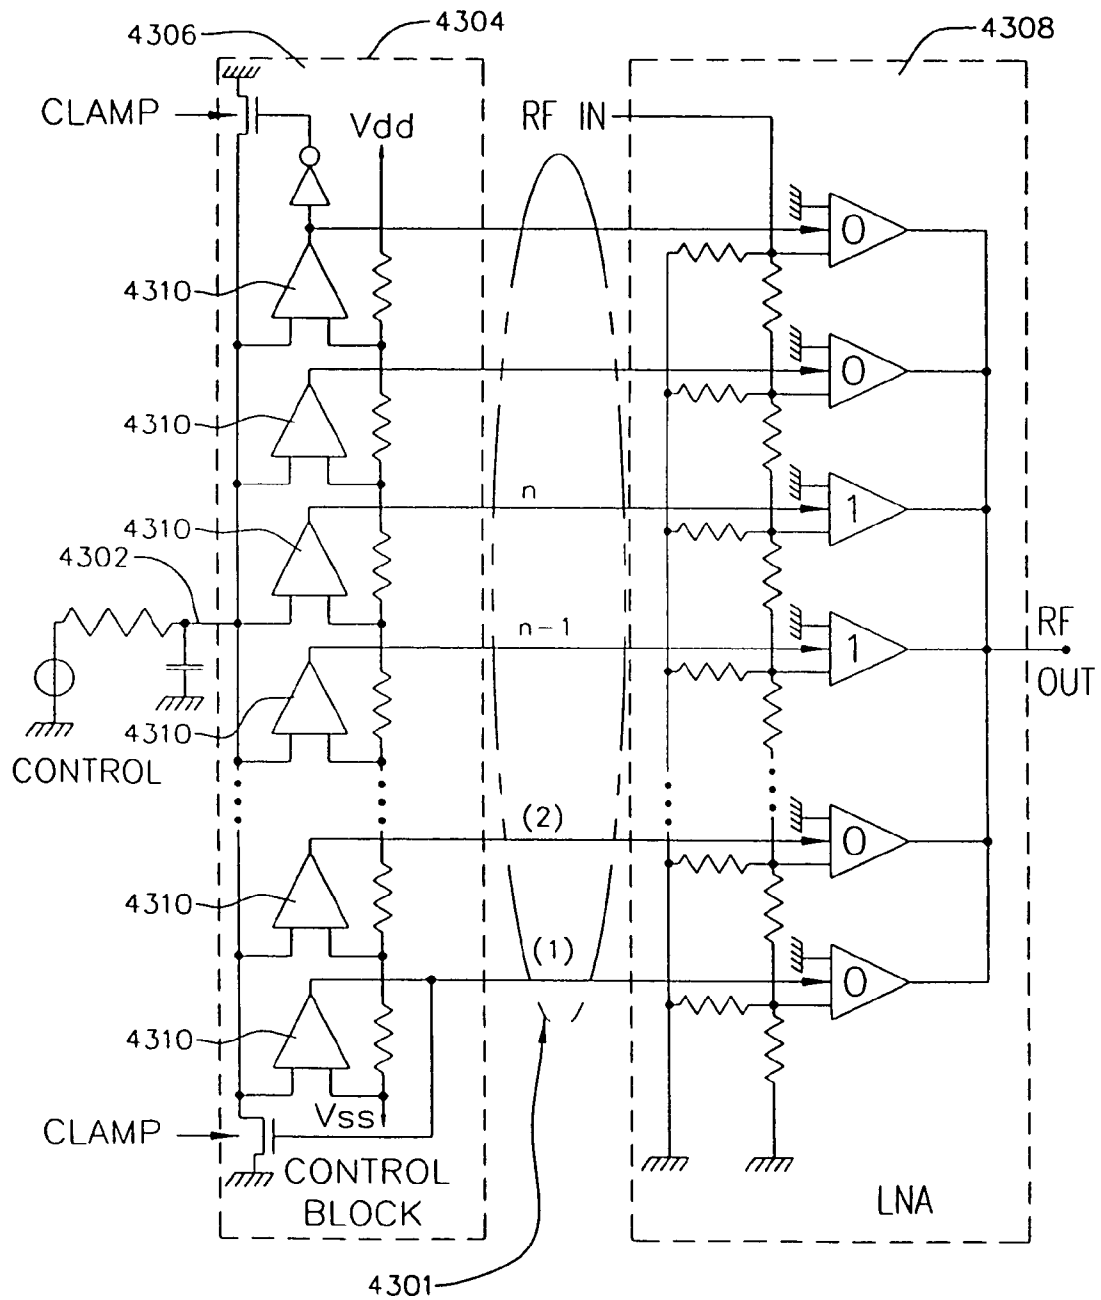 4306
4304
4308
CLAMP
Vdd
RF IN
0
4310
0
4310
n
1
4310
4302
n-1
1
RF
OUT
4310
CONTROL
(2)
0
4310
(1)
0
4310
Vss
CLAMP
CONTROL
BLOCK
LNA
4301